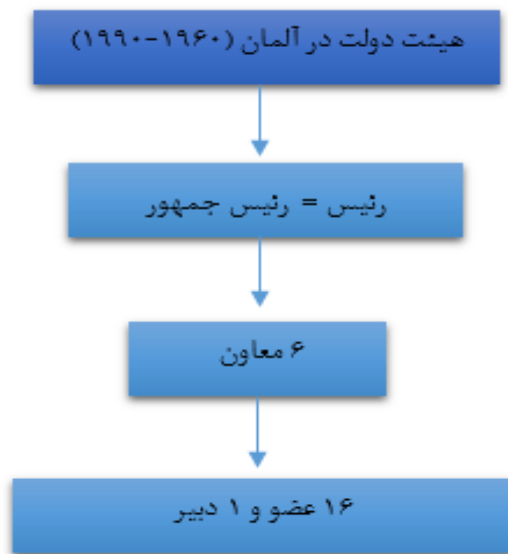 هیئت دولت در آلمان (۱۹۶۰-۱۹۹۰)
رئیس = رئیس جمهور
۶ معاون
۱۶ عضو و ۱ دبیر